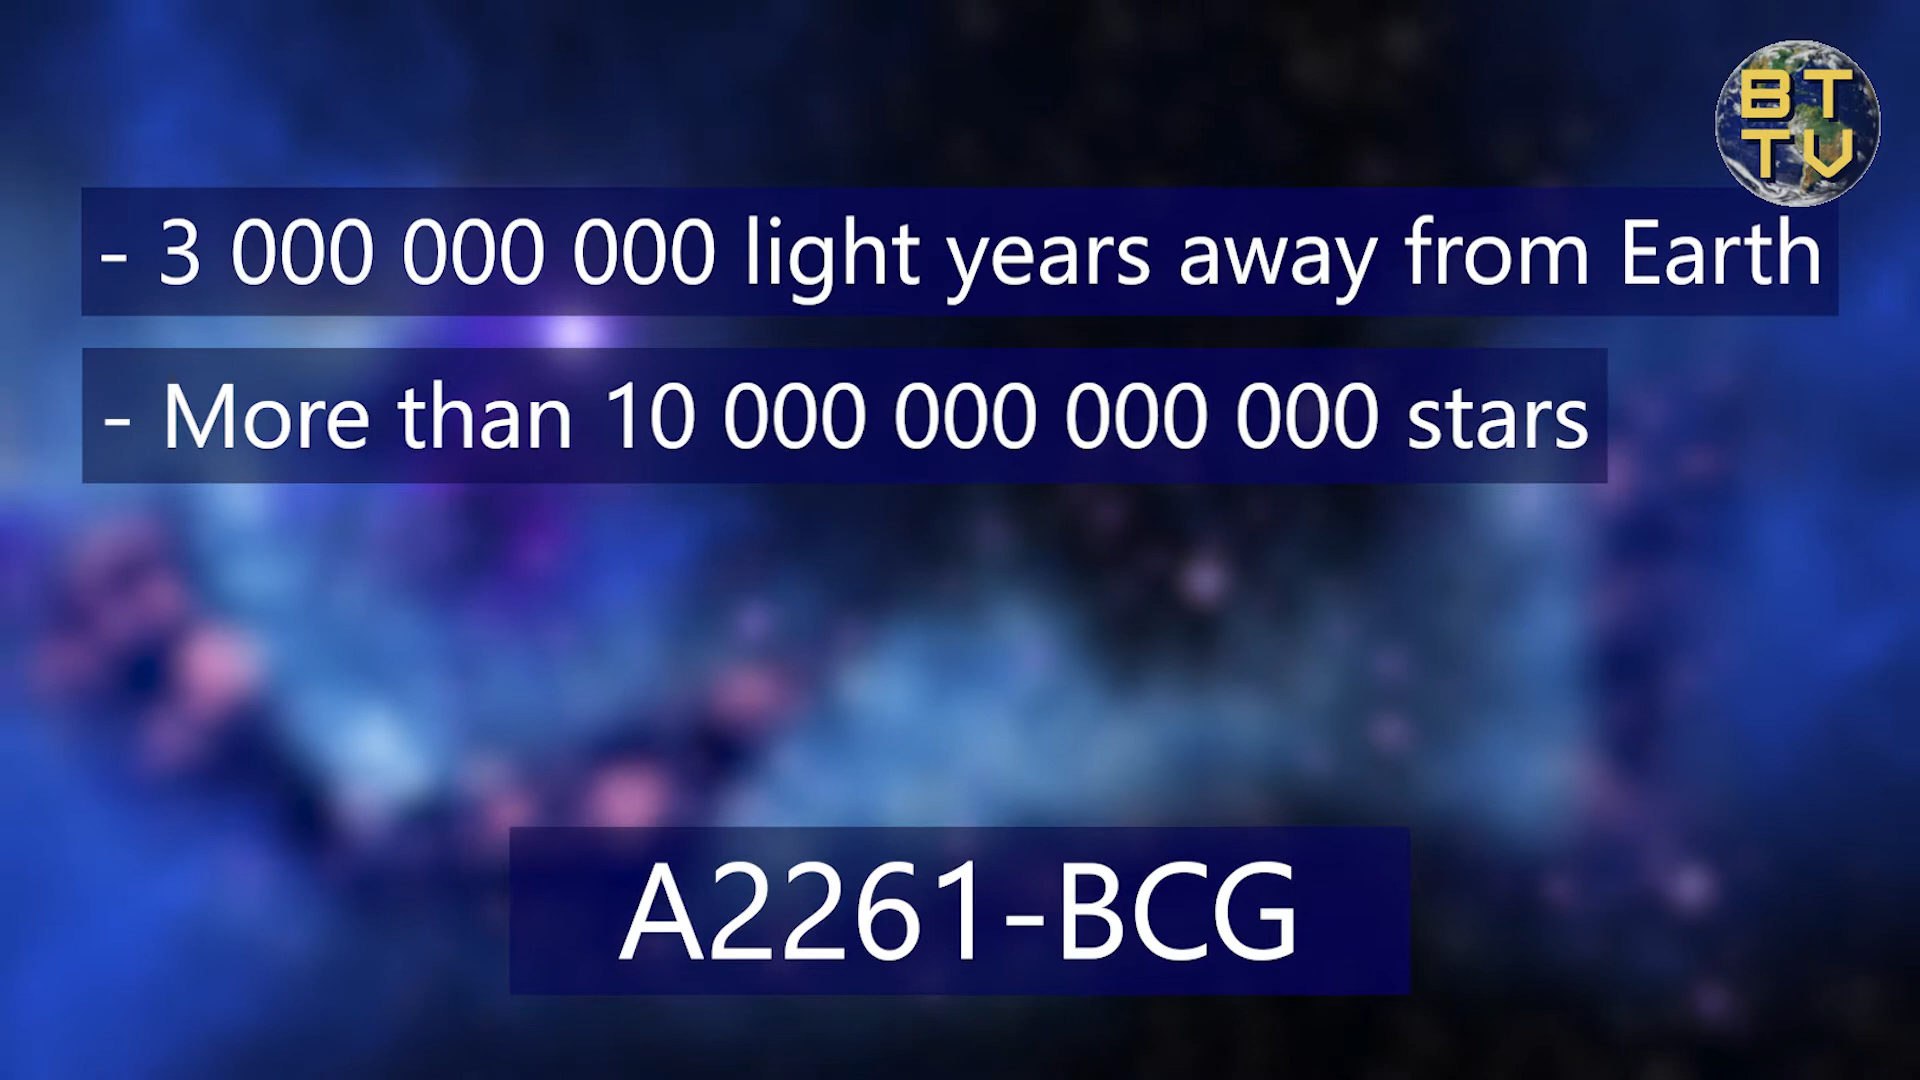 BT
TV
- 3 000 000 000 light years away from Earth
- More than 10 000 000 000 000 stars
A2261-BCG